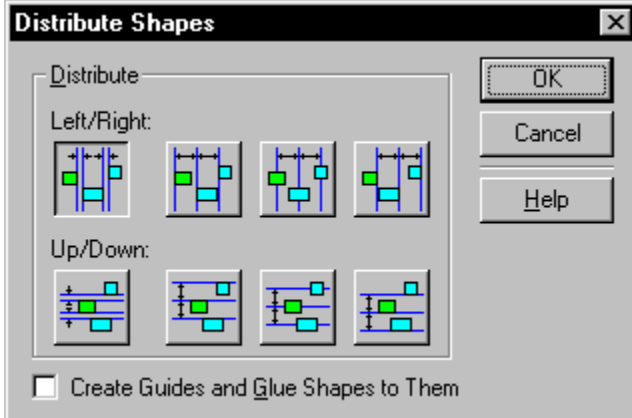 Distribute Shapes
Distribute
OK
Left/Right:
Cancel
Help
Up/Down:
Create Guides and Glue Shapes to Them